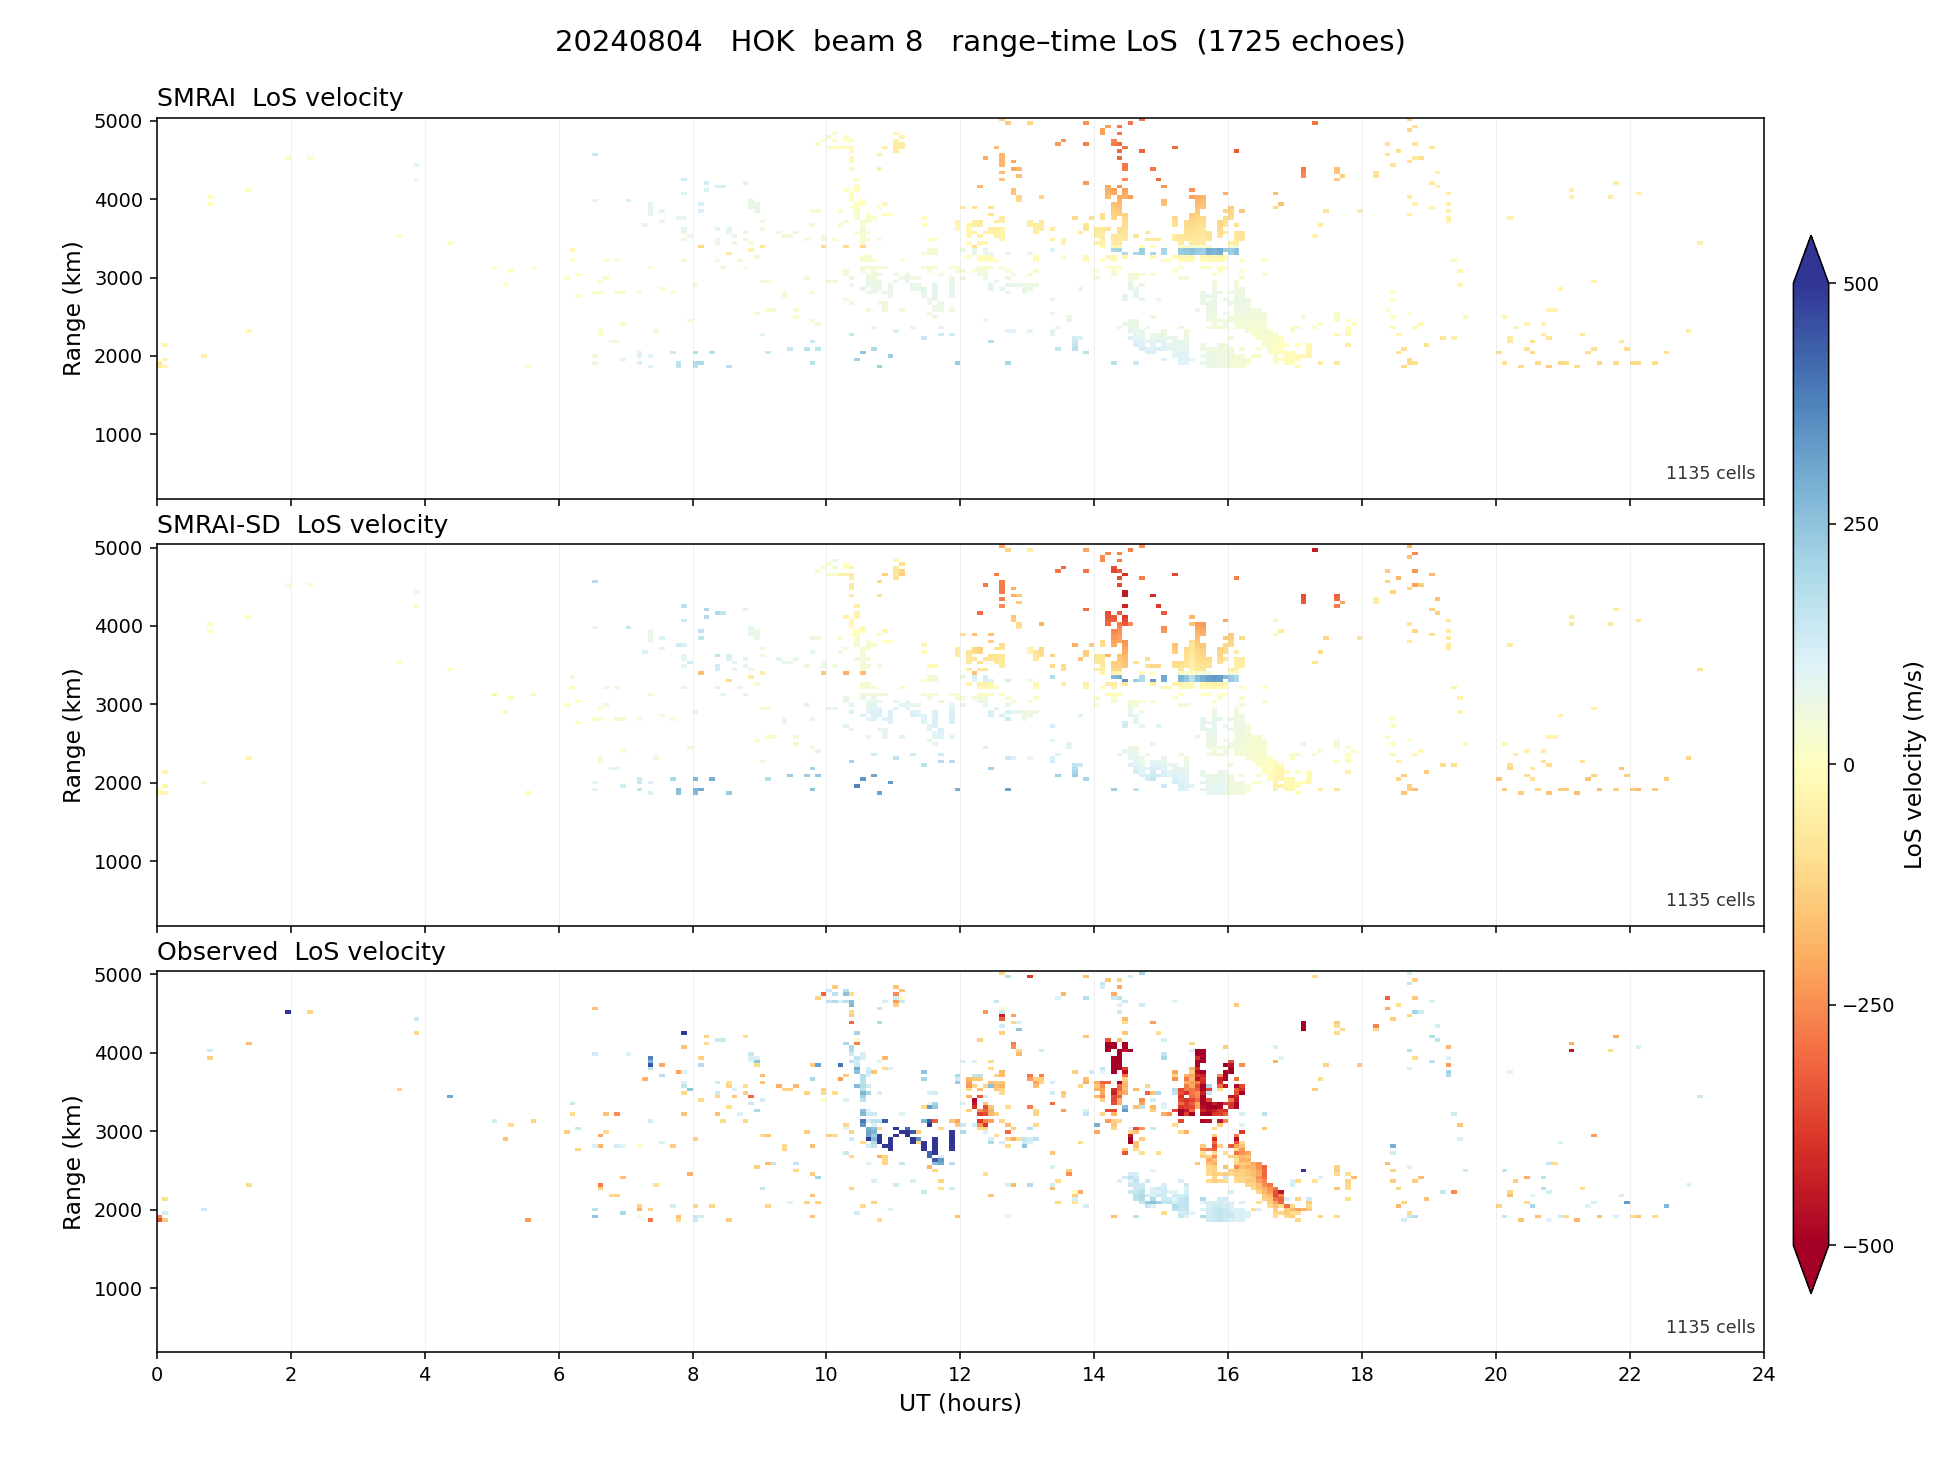 20240804   HOK  beam 8   range–time LoS  (1725 echoes)
SMRAI  LoS velocity
5000
4000
3000
2000
1000
Range (km)
1135 cells
SMRAI-SD  LoS velocity
5000
4000
3000
2000
1000
Range (km)
1135 cells
Observed  LoS velocity
5000
4000
3000
2000
1000
Range (km)
1135 cells
0 2 4 6 8 10 12 14 16 18 20 22 24
UT (hours)
500
250
0
−250
−500
LoS velocity (m/s)